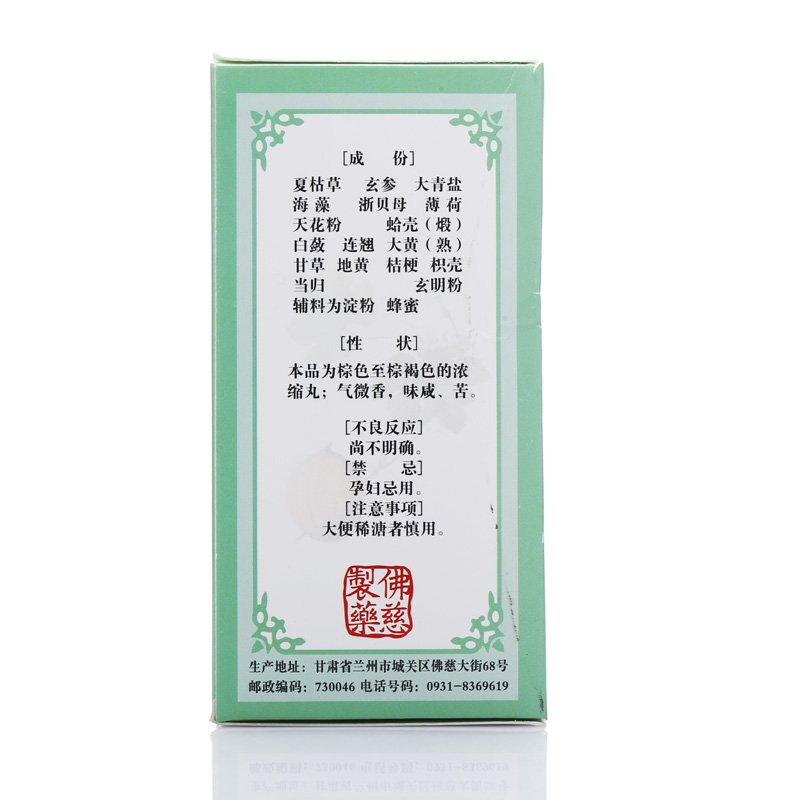 [成 份]
夏枯草 玄参 大青盐
海藻 浙贝母 薄荷
天花粉 蛤壳(煅)
白蔹 连翘 大黄(熟)
甘草 地黄 桔梗 枳壳
当归 玄明粉
辅料为淀粉 蜂蜜
[性 状]
本品为棕色至棕褐色的浓
缩丸;气微香,味咸、苦。
[不良反应]
尚不明确。
[禁 忌]
孕妇忌用。
[注意事项]
大便稀溏者慎用。
佛慈
製藥
生产地址:甘肃省兰州市城关区佛慈大街68号
邮政编码:730046 电话号码:0931-8369619